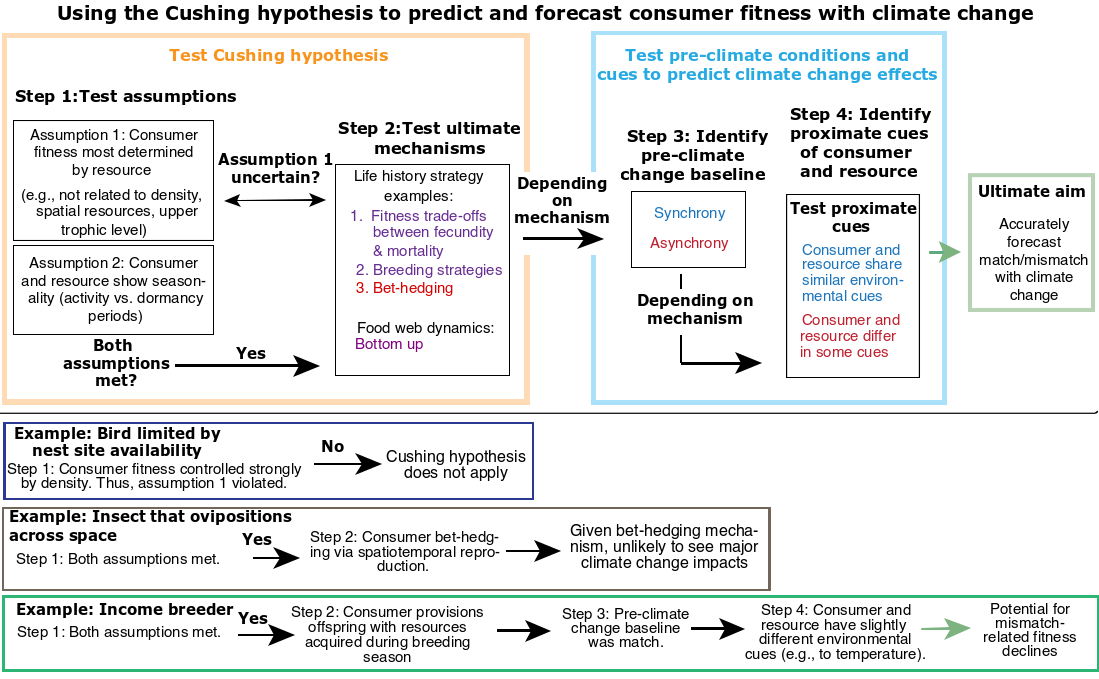 Using the Cushing hypothesis to predict and forecast consumer fitness with climate change
Test Cushing hypothesis
Step 1:Test assumptions
Assumption 1: Consumer
fitness most determined
by resource
(e.g., not related to density,
spatial resources, upper
trophic level)
Assumption 2: Consumer
and resource show season-
ality (activity vs. dormancy
periods)
Both
assumptions
met?
Yes
Assumption 1
uncertain?
Step 2:Test ultimate
mechanisms
Life history strategy
examples:
1. Fitness trade-offs
between fecundity
& mortality
2. Breeding strategies
3. Bet-hedging
Food web dynamics:
Bottom up
Depending
on
mechanism
Test pre-climate conditions and
cues to predict climate change effects
Step 3: Identify
pre-climate
change baseline
Synchrony
Asynchrony
Depending on
mechanism
Step 4: Identify
proximate cues
of consumer
and resource
Test proximate
cues
Consumer and
resource share
similar environ-
mental cues
Consumer and
resource differ
in some cues
Ultimate aim
Accurately
forecast
match/mismatch
with climate
change
Example: Bird limited by
nest site availability
Step 1: Consumer fitness controlled strongly
by density. Thus, assumption 1 violated.
No
Cushing hypothesis
does not apply
Example: Insect that ovipositions
across space
Step 1: Both assumptions met.
Yes
Step 2: Consumer bet-hedg-
ing via spatiotemporal repro-
duction.
Given bet-hedging mecha-
nism, unlikely to see major
climate change impacts
Example: Income breeder
Step 1: Both assumptions met.
Yes
Step 2: Consumer provisions
offspring with resources
acquired during breeding
season
Step 3: Pre-climate
change baseline
was match.
Step 4: Consumer and
resource have slightly
different environmental
cues (e.g., to temperature).
Potential for
mismatch-
related fitness
declines